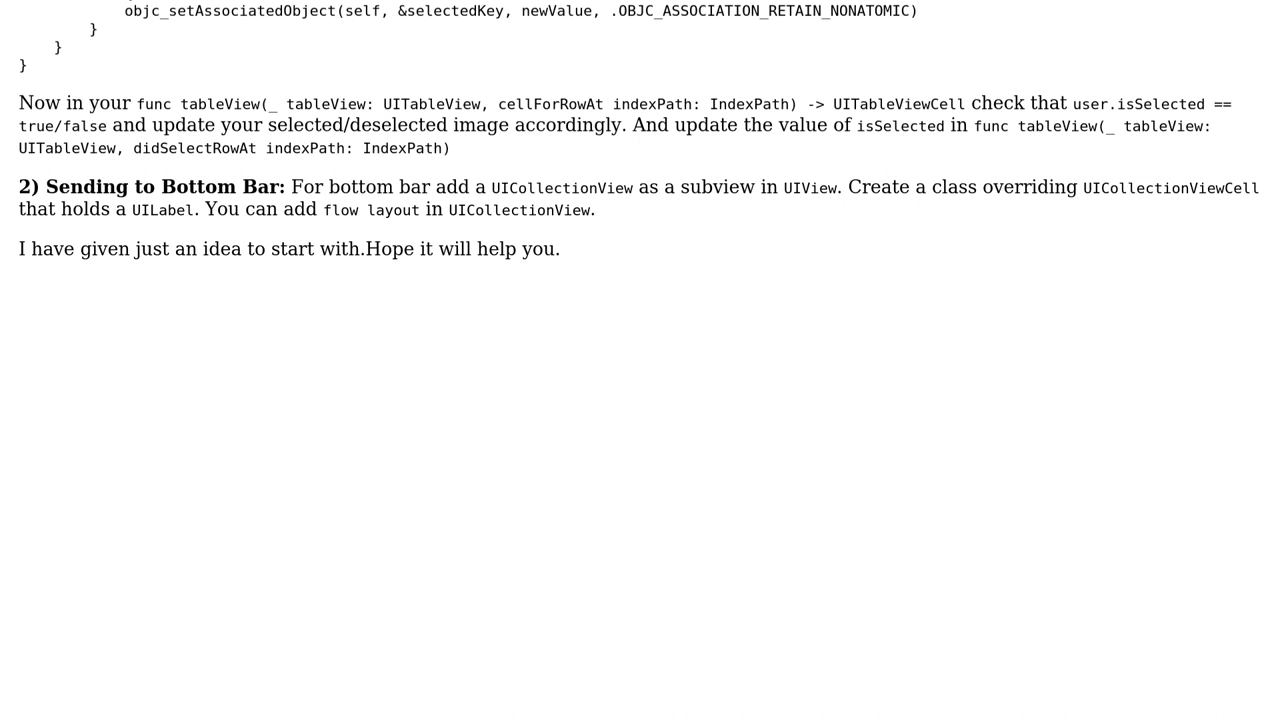 objc_setAssociatedObject(self, &selectedKey, newValue, .OBJC_ASSOCIATION_RETAIN_NONATOMIC)
}
}
}
Now in your func tableView(_ tableView: UITableView, cellForRowAt indexPath: IndexPath) -> UITableViewCell check that user.isSelected ==
true/false and update your selected/deselected image accordingly. And update the value of isSelected in func tableView(_ tableView:
UITableView, didSelectRowAt indexPath: IndexPath)
2) Sending to Bottom Bar: For bottom bar add a UICollectionView as a subview in UIView. Create a class overriding UICollectionViewCell
that holds a UILabel. You can add flow layout in UICollectionView.
I have given just an idea to start with.Hope it will help you.